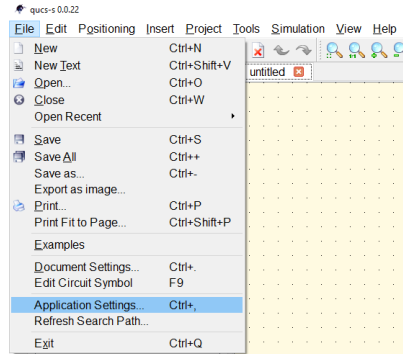 qucs-s 0.0.22
File Edit Positioning Insert Project Tools Simulation View Help
New Ctrl+N
New Text Ctrl+Shift+V
Open... Ctrl+O
Close Ctrl+W
Open Recent
Save Ctrl+S
Save All Ctrl++
Save as... Ctrl+-
Export as image...
Print... Ctrl+P
Print Fit to Page... Ctrl+Shift+P
Examples
Document Settings... Ctrl+.
Edit Circuit Symbol F9
Application Settings... Ctrl+,
Refresh Search Path...
Exit Ctrl+Q
untitled